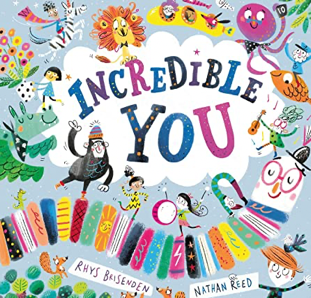 INCREDIBLE
YOU
RHYS BRISENDEN
NATHAN REED